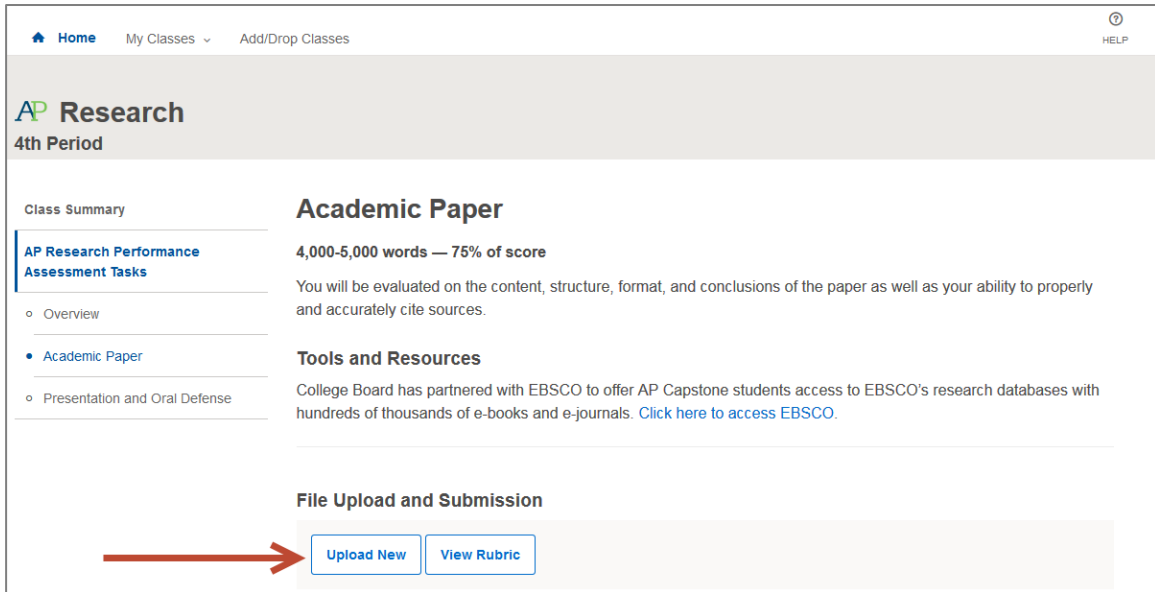 Home My Classes Add/Drop Classes
?
HELP
AP Research
4th Period
Class Summary
AP Research Performance
Assessment Tasks
Overview
Academic Paper
Presentation and Oral Defense
Academic Paper
4,000-5,000 words — 75% of score
You will be evaluated on the content, structure, format, and conclusions of the paper as well as your ability to properly
and accurately cite sources.
Tools and Resources
College Board has partnered with EBSCO to offer AP Capstone students access to EBSCO's research databases with
hundreds of thousands of e-books and e-journals. Click here to access EBSCO.
File Upload and Submission
Upload New View Rubric